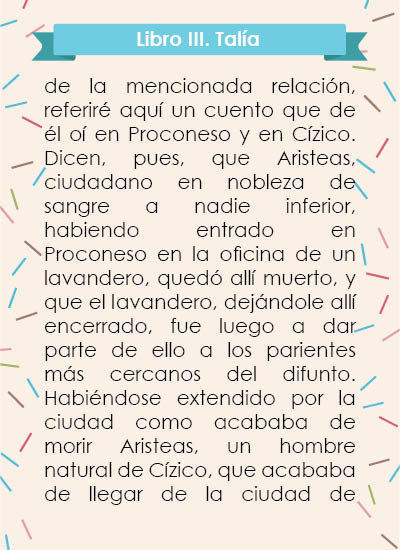 Libro III. Talía
de la mencionada relación,
referiré aquí un cuento que de
él oí en Proconeso y en Cízico.
Dicen, pues, que Aristeas,
ciudadano en nobleza de
sangre a nadie inferior,
habiendo entrado en
Proconeso en la oficina de un
lavandero, quedó allí muerto, y
que el lavandero, dejándole allí
encerrado, fue luego a dar
parte de ello a los parientes
más cercanos del difunto.
Habiéndose extendido por la
ciudad como acababa de
morir Aristeas, un hombre
natural de Cízico, que acababa
de llegar de la ciudad de